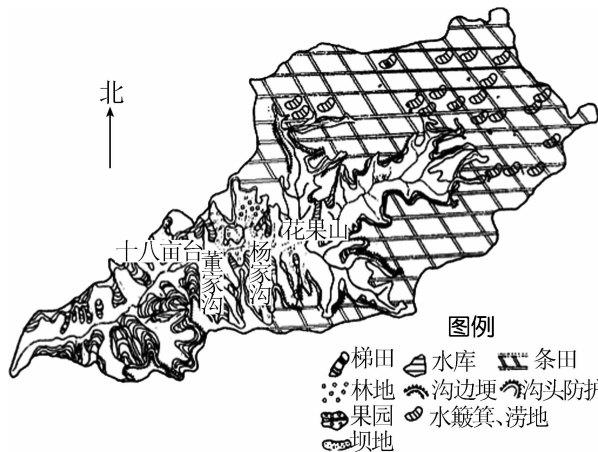 北
花果山
十八亩台
董家沟
杨家沟
图例
梯田 水库 条田
林地 沟边埂 沟头防护
果园 水簸箕、涝地
坝地